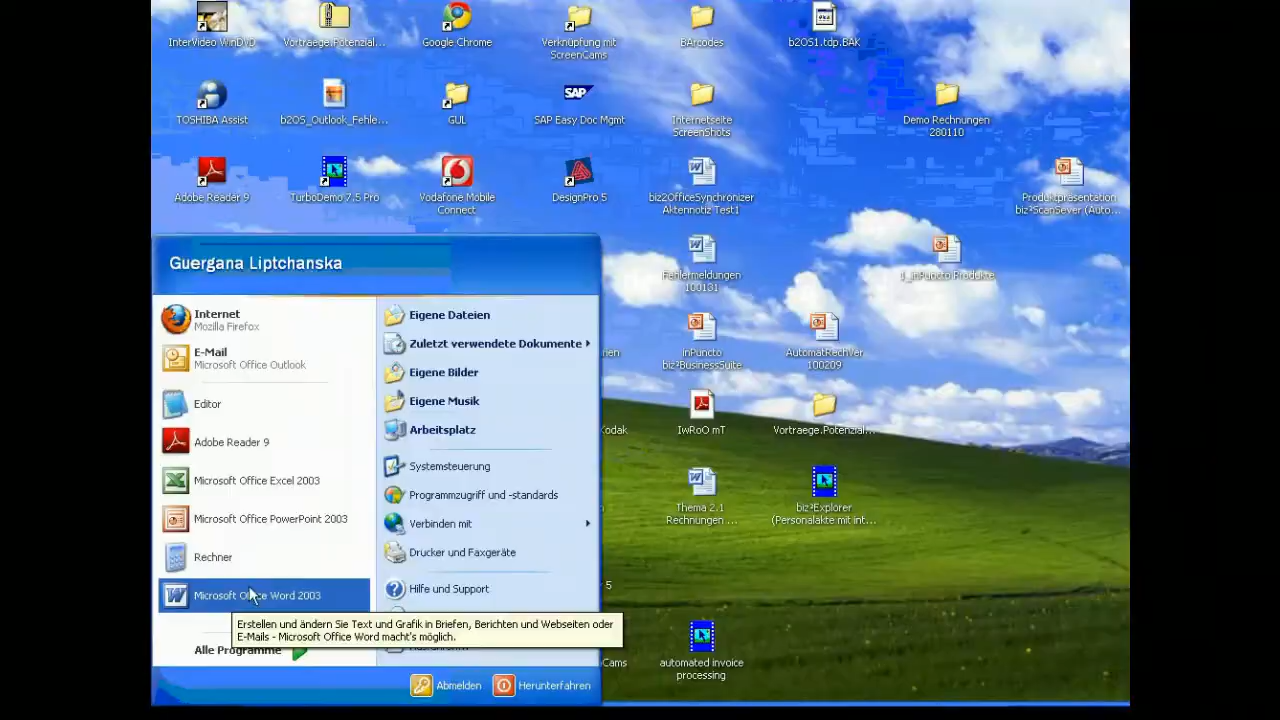 InterVideo WinDVD
Vortraege.Potenzial...
Google Chrome
Verknüpfung mit
ScreenCams
BArcodes
b2OS1.tdp.BAK
TOSHIBA Assist
b2OS_Outlook_Fehle...
GUL
SAP
SAP Easy Doc Mgmt
Internetseite
ScreenShots
Demo Rechnungen
280110
Adobe Reader 9
TurboDemo 7.5 Pro
Vodafone Mobile
Connect
DesignPro 5
biz2OfficeSynchronizer
Aktennotiz Test1
Produktpräsentation
biz²ScanSever (Auto...
Guergana Liptchanska
Fehlermeldungen
100131
1_inPuncto Produkte
Internet
Mozilla Firefox
E-Mail
Microsoft Office Outlook
Editor
Adobe Reader 9
Microsoft Office Excel 2003
Microsoft Office PowerPoint 2003
Rechner
Microsoft Office Word 2003
Alle Programme
Eigene Dateien
Zuletzt verwendete Dokumente
Eigene Bilder
Eigene Musik
Arbeitsplatz
Systemsteuerung
Programmzugriff und -standards
Verbinden mit
Drucker und Faxgeräte
Hilfe und Support
Erstellen und ändern Sie Text und Grafik in Briefen, Berichten und Webseiten oder
E-Mails - Microsoft Office Word macht's möglich.
Abmelden
Herunterfahren
inPuncto
biz²BusinessSuite
AutomatRechVer
100209
Kodak
IwRoO mT
Vortraege.Potenzial...
Thema 2.1
Rechnungen ...
biz²Explorer
(Personalakte mit int...
5
Cams
automated invoice
processing